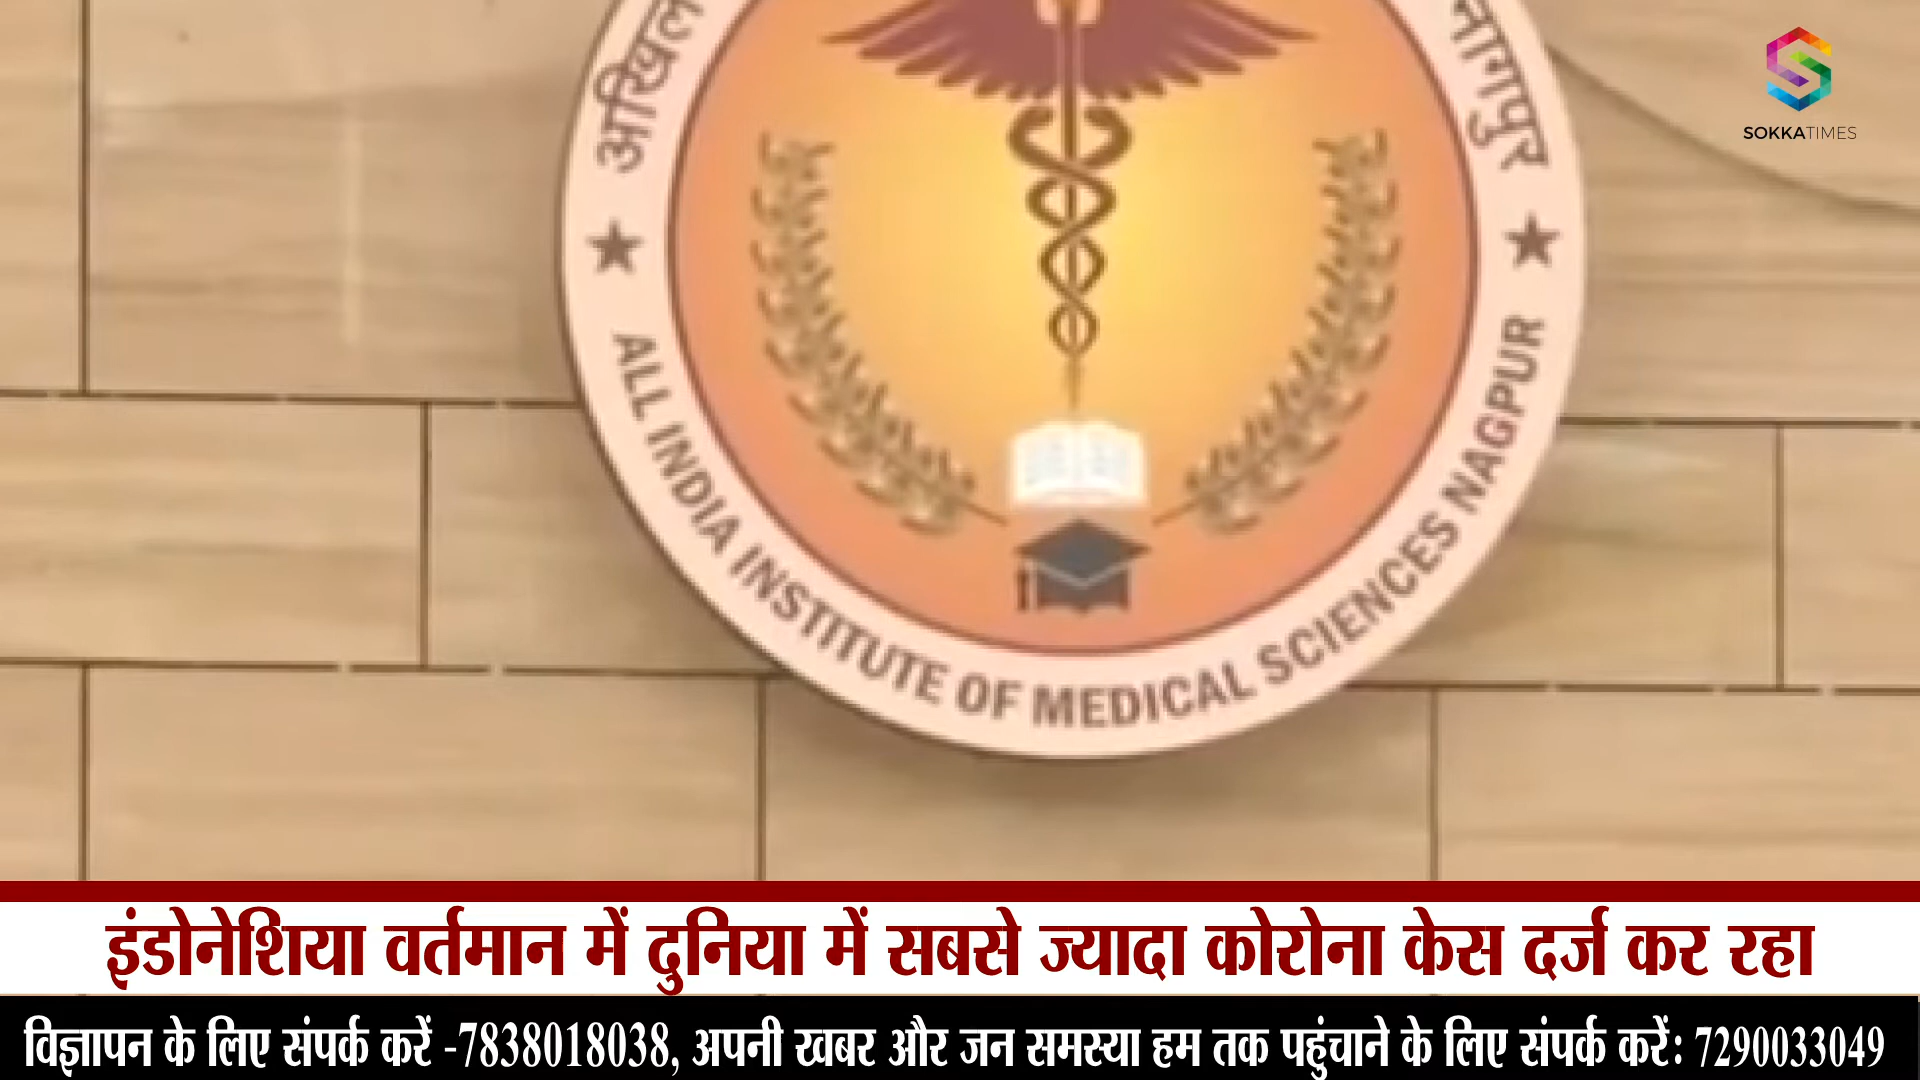 अखिल
नागपुर
SOKKATIMES
ALL INDIA INSTITUTE OF MEDICAL SCIENCES NAGPUR
इंडोनेशिया वर्तमान में दुनिया में सबसे ज्यादा कोरोना केस दर्ज कर रहा
विज्ञापन के लिए संपर्क करें -7838018038, अपनी खबर और जन समस्या हम तक पहुंचाने के लिए संपर्क करें: 7290033049